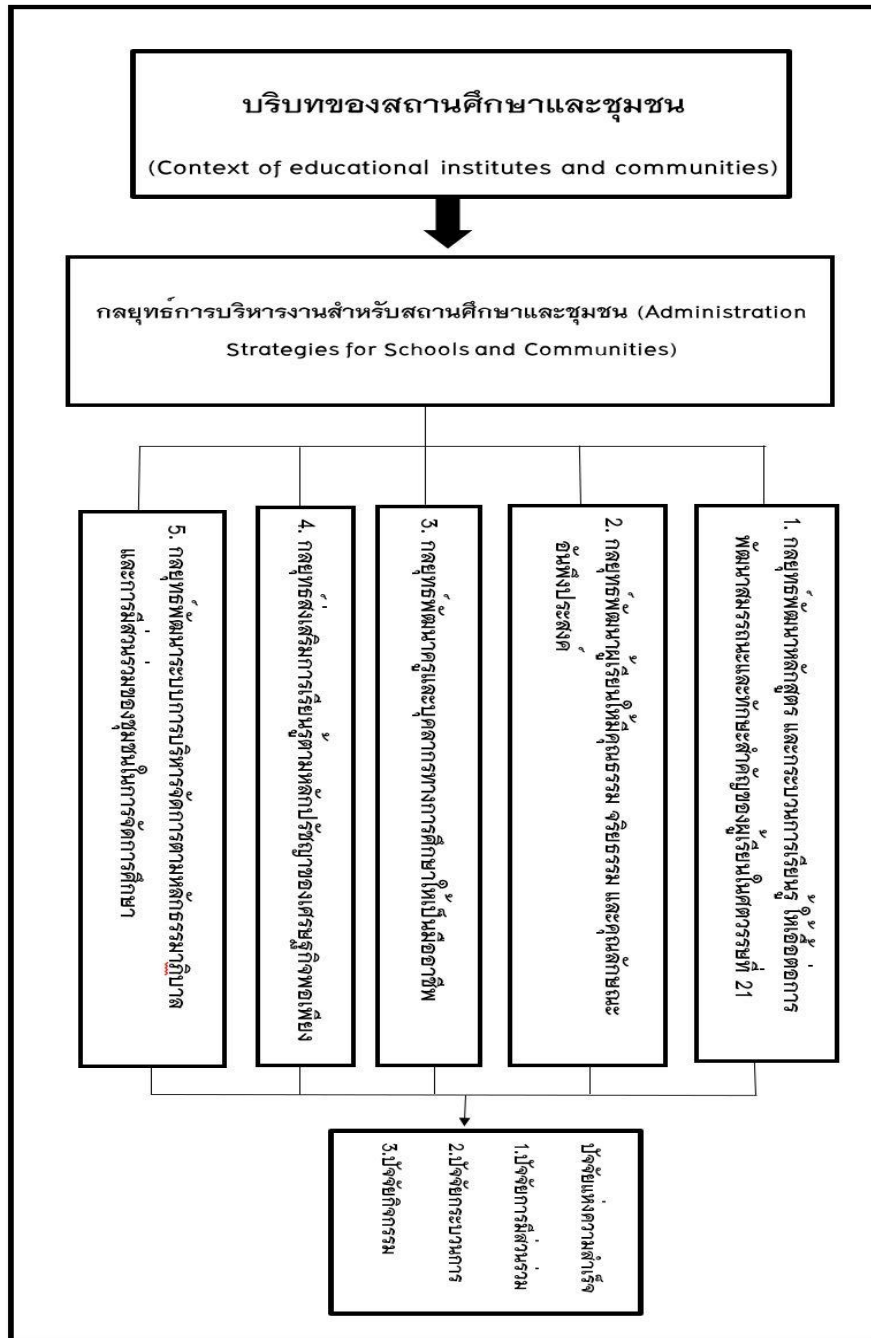 บริบทของสถานศึกษาและชุมชน
(Context of educational institutes and communities)
กลยุทธ์การบริหารงานสำหรับสถานศึกษาและชุมชน (Administration
Strategies for Schools and Communities)
1. กลยุทธ์พัฒนาหลักสูตร และกระบวนการเรียนรู้ ให้เอื้อต่อการ
พัฒนาสมรรถนะและทักษะสำคัญของผู้เรียนในศตวรรษที่ 21
2. กลยุทธ์พัฒนาผู้เรียนให้มีคุณธรรม จริยธรรม และคุณลักษณะ
อันพึงประสงค์
3. กลยุทธ์พัฒนาครูและบุคลากรทางการศึกษาให้เป็นมืออาชีพ
4. กลยุทธ์ส่งเสริมการเรียนรู้ตามหลักปรัชญาของเศรษฐกิจพอเพียง
5. กลยุทธ์พัฒนาระบบการบริหารจัดการตามหลักธรรมาภิบาล
และการมีส่วนร่วมของชุมชนในการจัดการศึกษา
ปัจจัยแห่งความสำเร็จ
1.ปัจจัยการมีส่วนร่วม
2.ปัจจัยกระบวนการ
3.ปัจจัยกิจกรรม